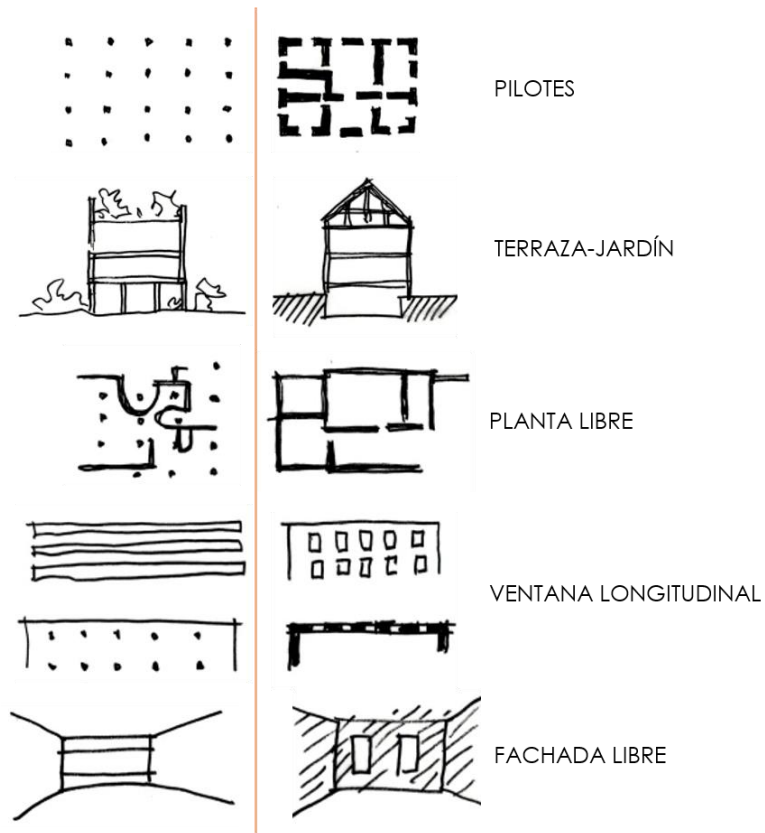 PILOTES
TERRAZA-JARDÍN
PLANTA LIBRE
VENTANA LONGITUDINAL
FACHADA LIBRE